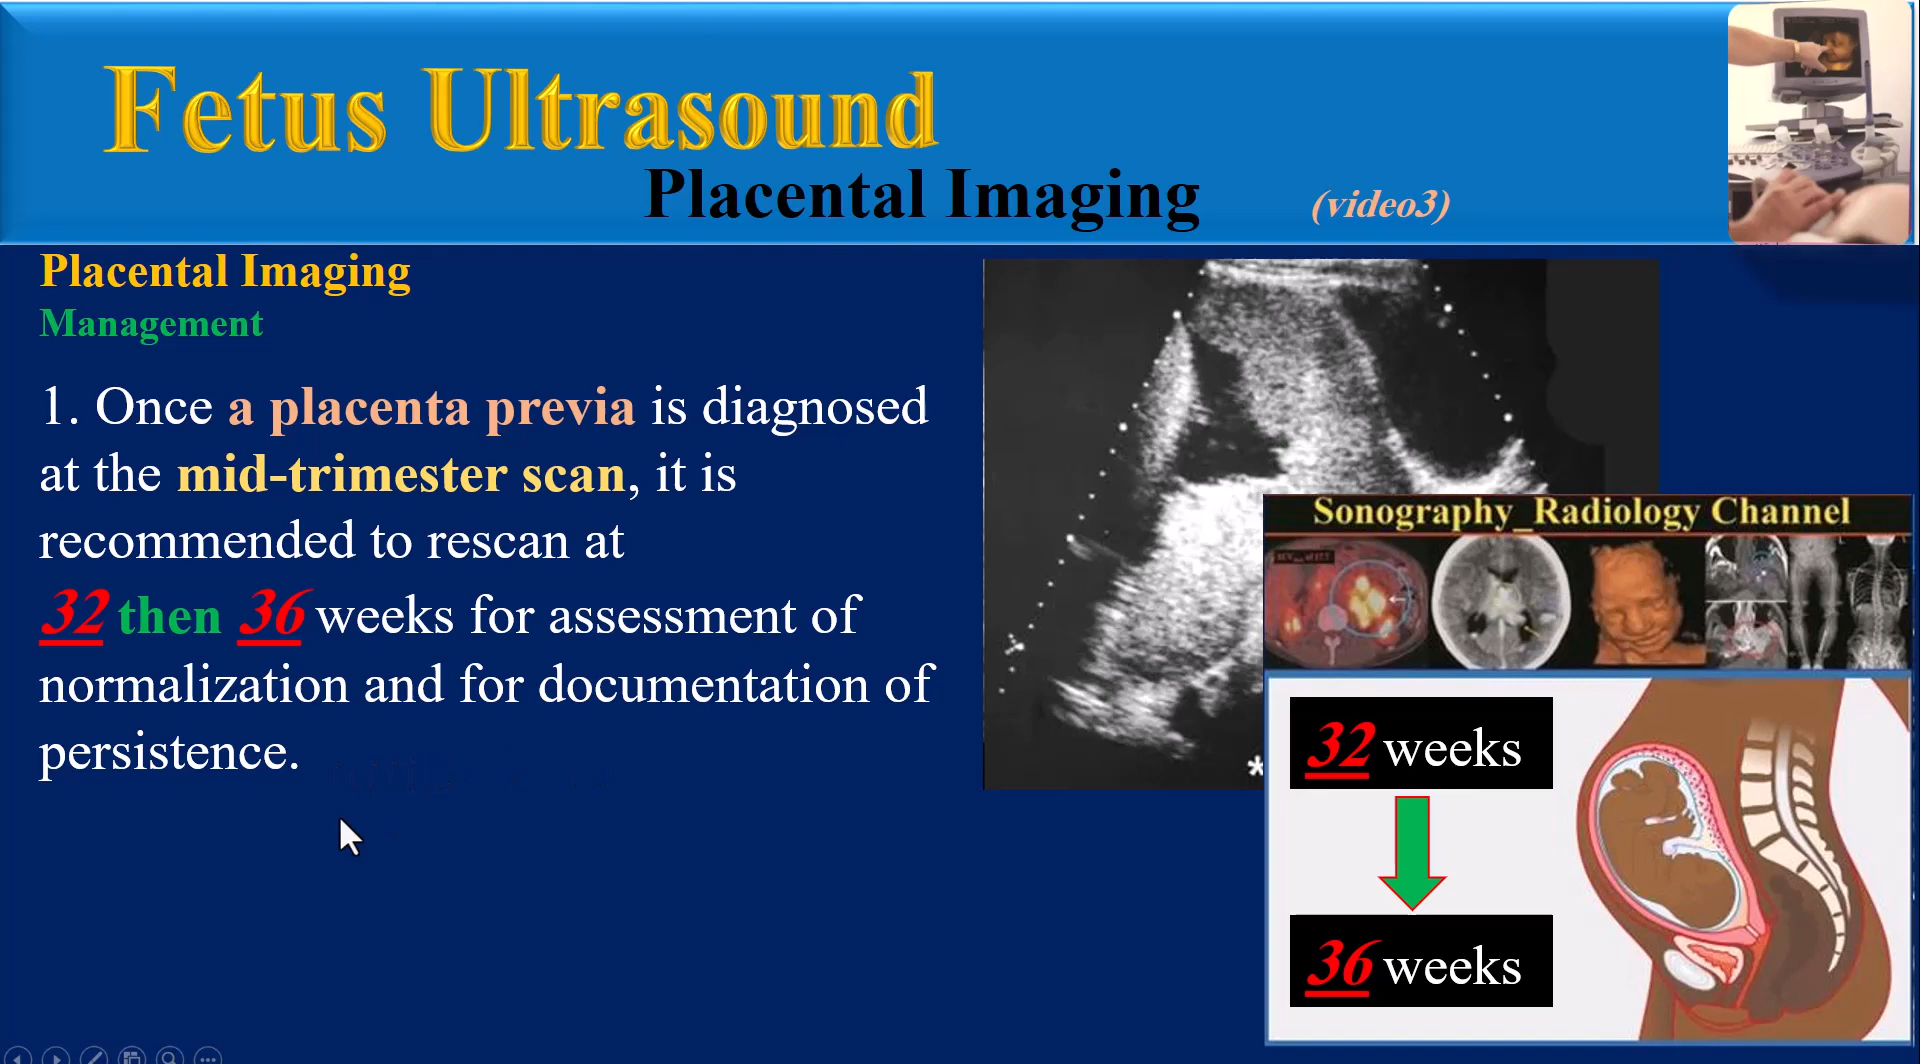 Fetus Ultrasound
Placental Imaging
(video3)
Placental Imaging
Management
1. Once a placenta previa is diagnosed
at the mid-trimester scan, it is
recommended to rescan at
32 then 36 weeks for assessment of
normalization and for documentation of
persistence.
*
Sonography_Radiology Channel
32 weeks
36 weeks